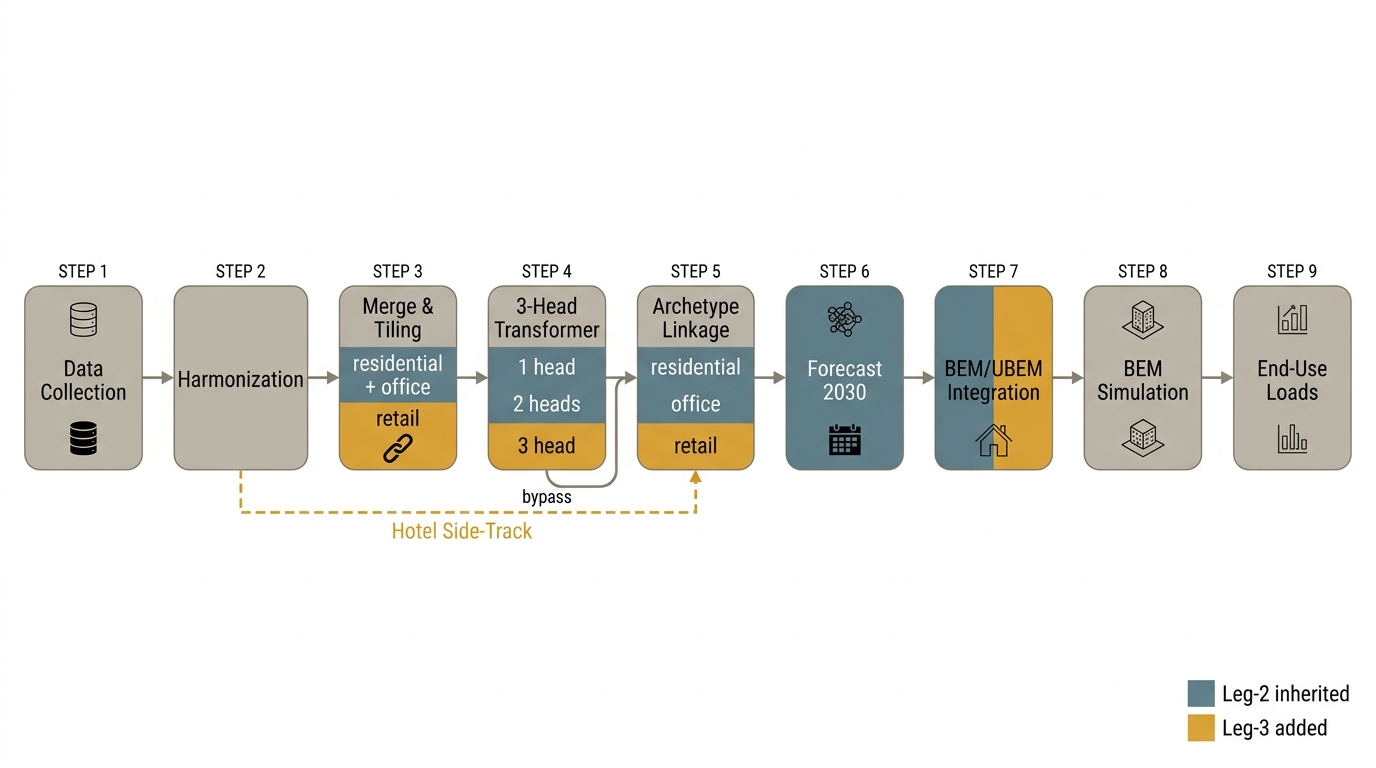 STEP 1
Data
Collection
STEP 2
Harmonization
STEP 3
Merge &
Tiling
residential
+ office
retail
STEP 4
3-Head
Transformer
1 head
2 heads
3 head
bypass
STEP 5
Archetype
Linkage
residential
office
retail
Hotel Side-Track
STEP 6
Forecast
2030
STEP 7
BEM/UBEM
Integration
STEP 8
BEM
Simulation
STEP 9
End-Use
Loads
Leg-2 inherited
Leg-3 added